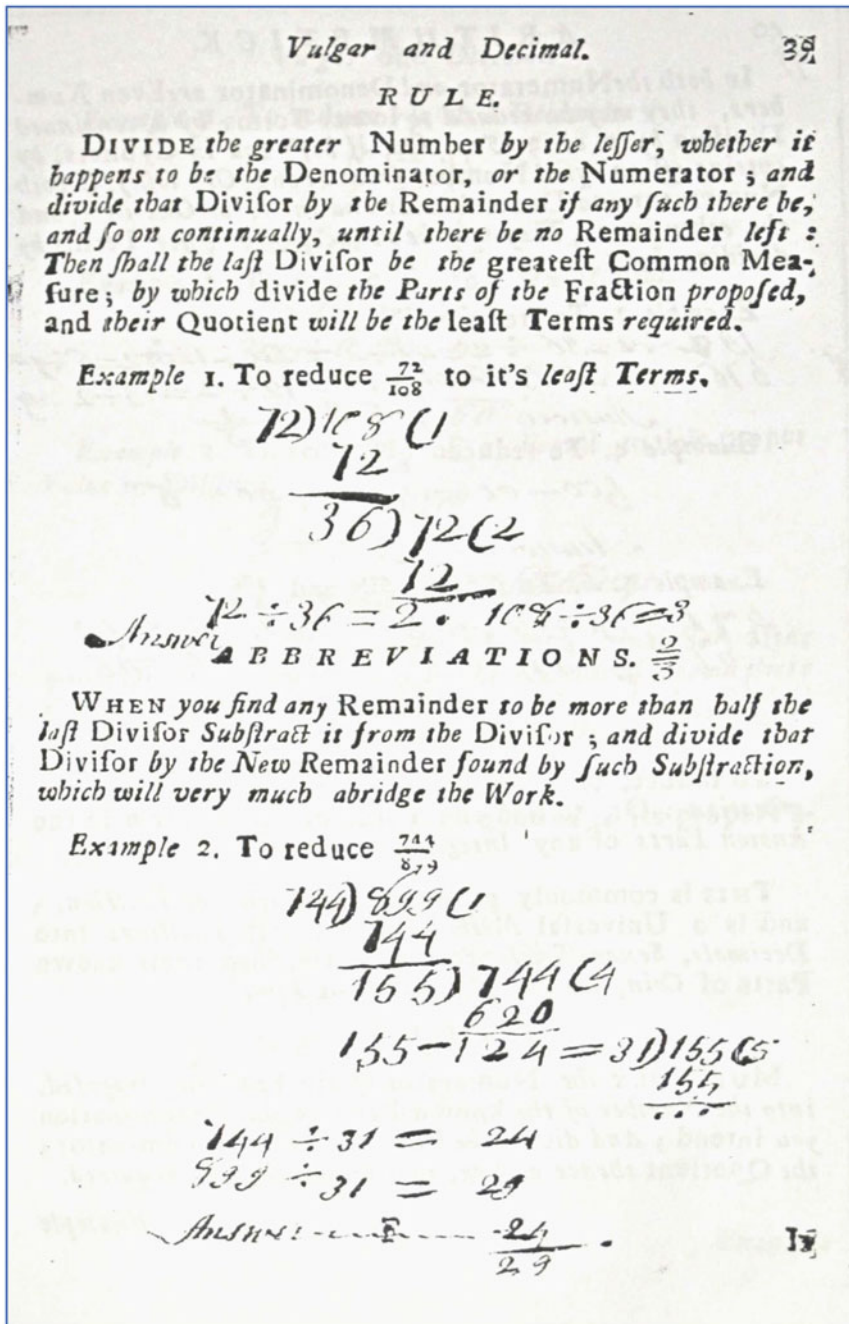 Vulgar and Decimal. 39
RULE.
DIVIDE the greater Number by the leſſer, whether it
happens to be the Denominator, or the Numerator; and
divide that Diviſor by the Remainder if any ſuch there be,
and ſo on continually, until there be no Remainder left:
Then ſhall the laſt Diviſor be the greateſt Common Mea-
ſure; by which divide the Parts of the Fraction propoſed,
and their Quotient will be the leaſt Terms required.
Example 1. To reduce 72/108 to it's leaſt Terms.
72)108(1
72
36)72(2
72
72÷36=2. 108÷36=3
Answer 2/3
ABBREVIATIONS.
WHEN you find any Remainder to be more than half the
laſt Diviſor Subſtract it from the Diviſor; and divide that
Diviſor by the New Remainder found by ſuch Subſtraction,
which will very much abridge the Work.
Example 2. To reduce 744/899
744)899(1
744
155)744(4
620
155-124=31)155(5
155
...
744 ÷ 31 = 24
899 ÷ 31 = 29
Answer 24/29.